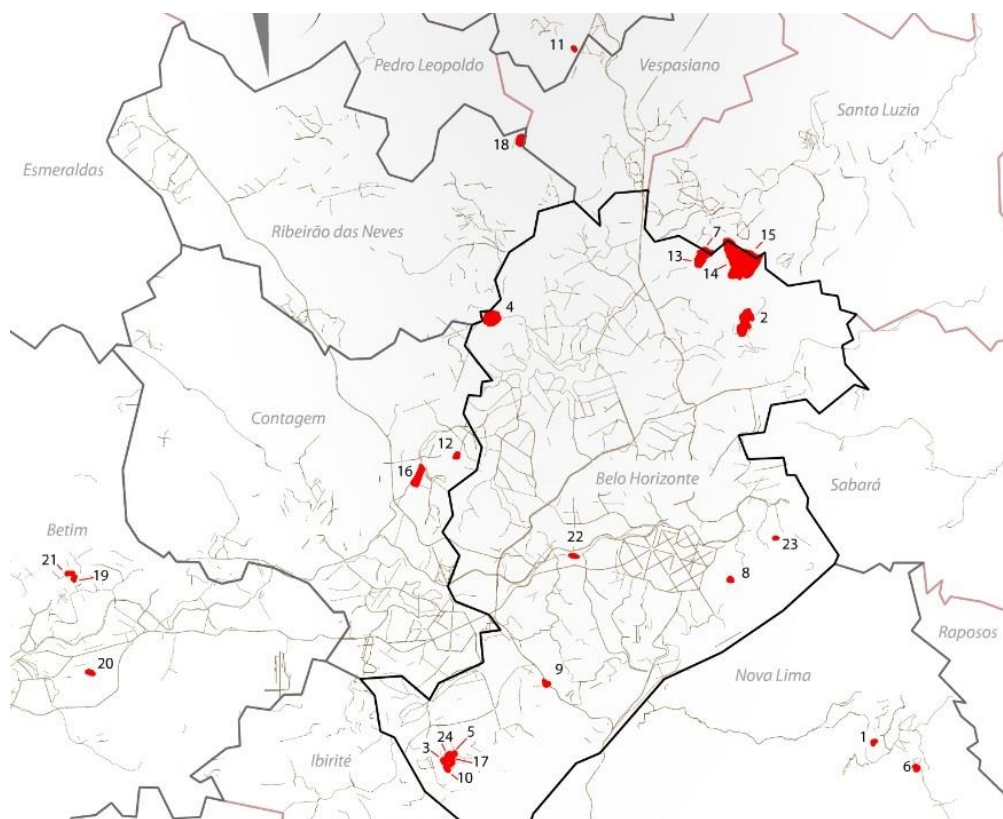 11
Pedro Leopoldo
Vespasiano
Santa Luzia
18
Esmeraldas
Ribeirão das Neves
7
15
13
14
4
2
Contagem
12
16
Belo Horizonte
Sabará
Betim
22
23
21
19
8
Raposos
20
9
Nova Lima
24
5
3
17
10
Ibirité
1
6